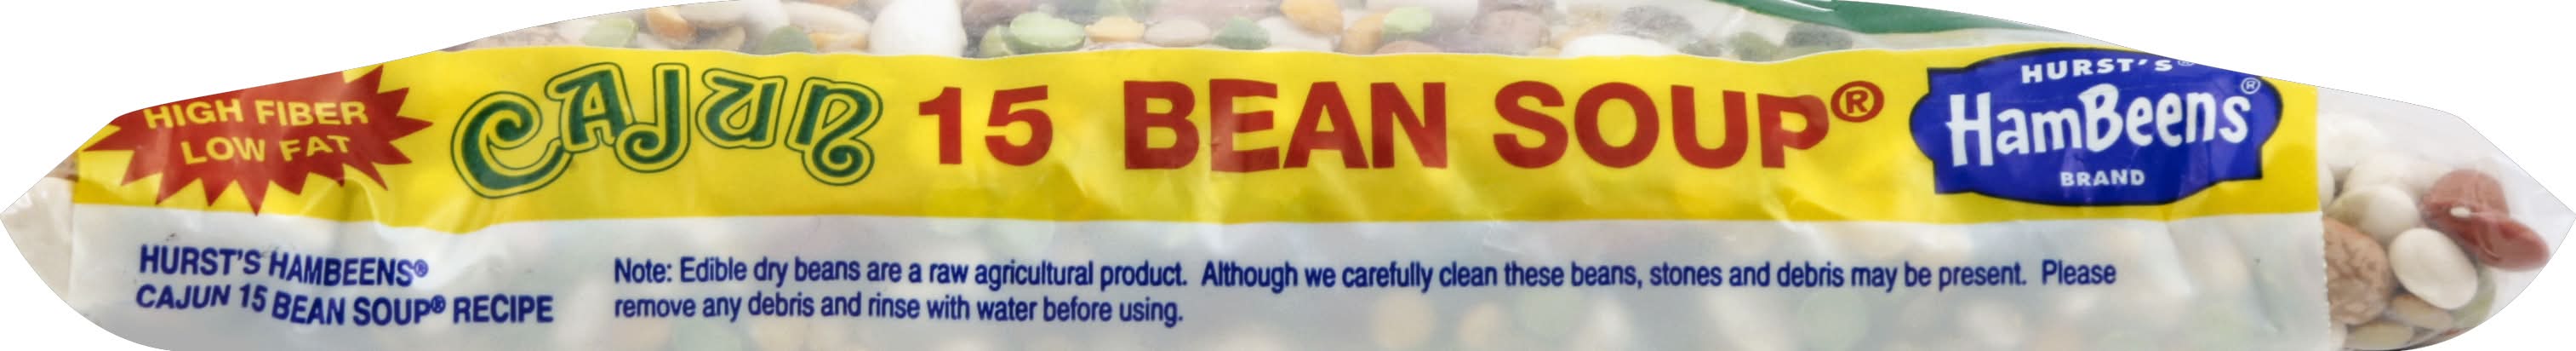 HIGH FIBER
LOW FAT
CAJUN 15 BEAN SOUP®
HURST'S®
HamBeens®
BRAND
HURST'S HAMBEENS®
CAJUN 15 BEAN SOUP® RECIPE
Note: Edible dry beans are a raw agricultural product. Although we carefully clean these beans, stones and debris may be present. Please
remove any debris and rinse with water before using.